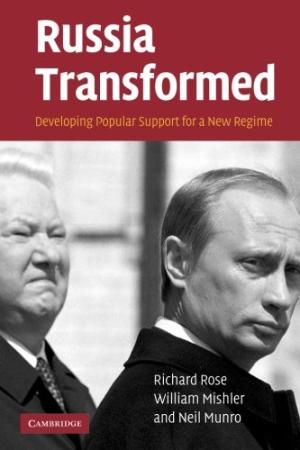 Russia
Transformed
Developing Popular Support for a New Regime
Richard Rose
William Mishler
and Neil Munro
CAMBRIDGE